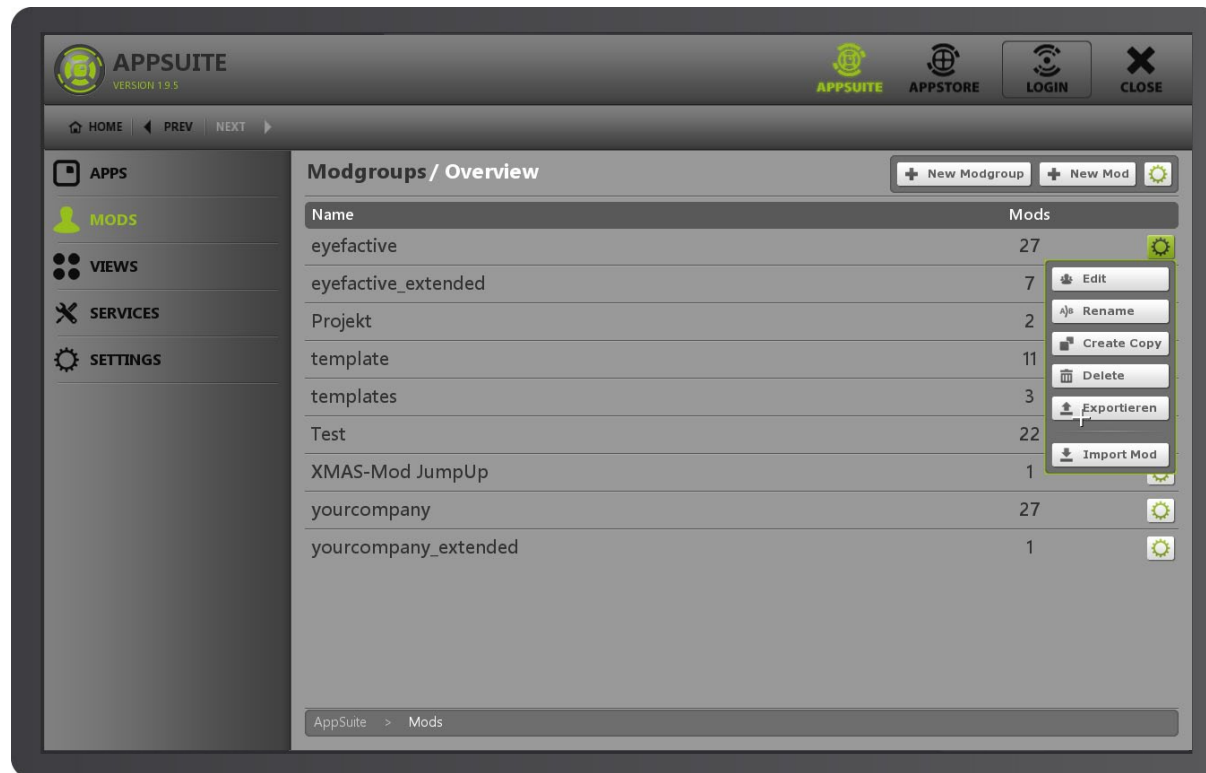 APPSUITE
VERSION 1.9.5
APPSUITE APPSTORE LOGIN CLOSE
HOME PREV NEXT
APPS
MODS
VIEWS
SERVICES
SETTINGS
Modgroups / Overview
New Modgroup New Mod
Name Mods
eyefactive 27
eyefactive_extended 7
Projekt 2
template 11
templates 3
Test 22
XMAS-Mod JumpUp 1
yourcompany 27
yourcompany_extended 1
Edit
A)B Rename
Create Copy
Delete
Exportieren
Import Mod
AppSuite > Mods